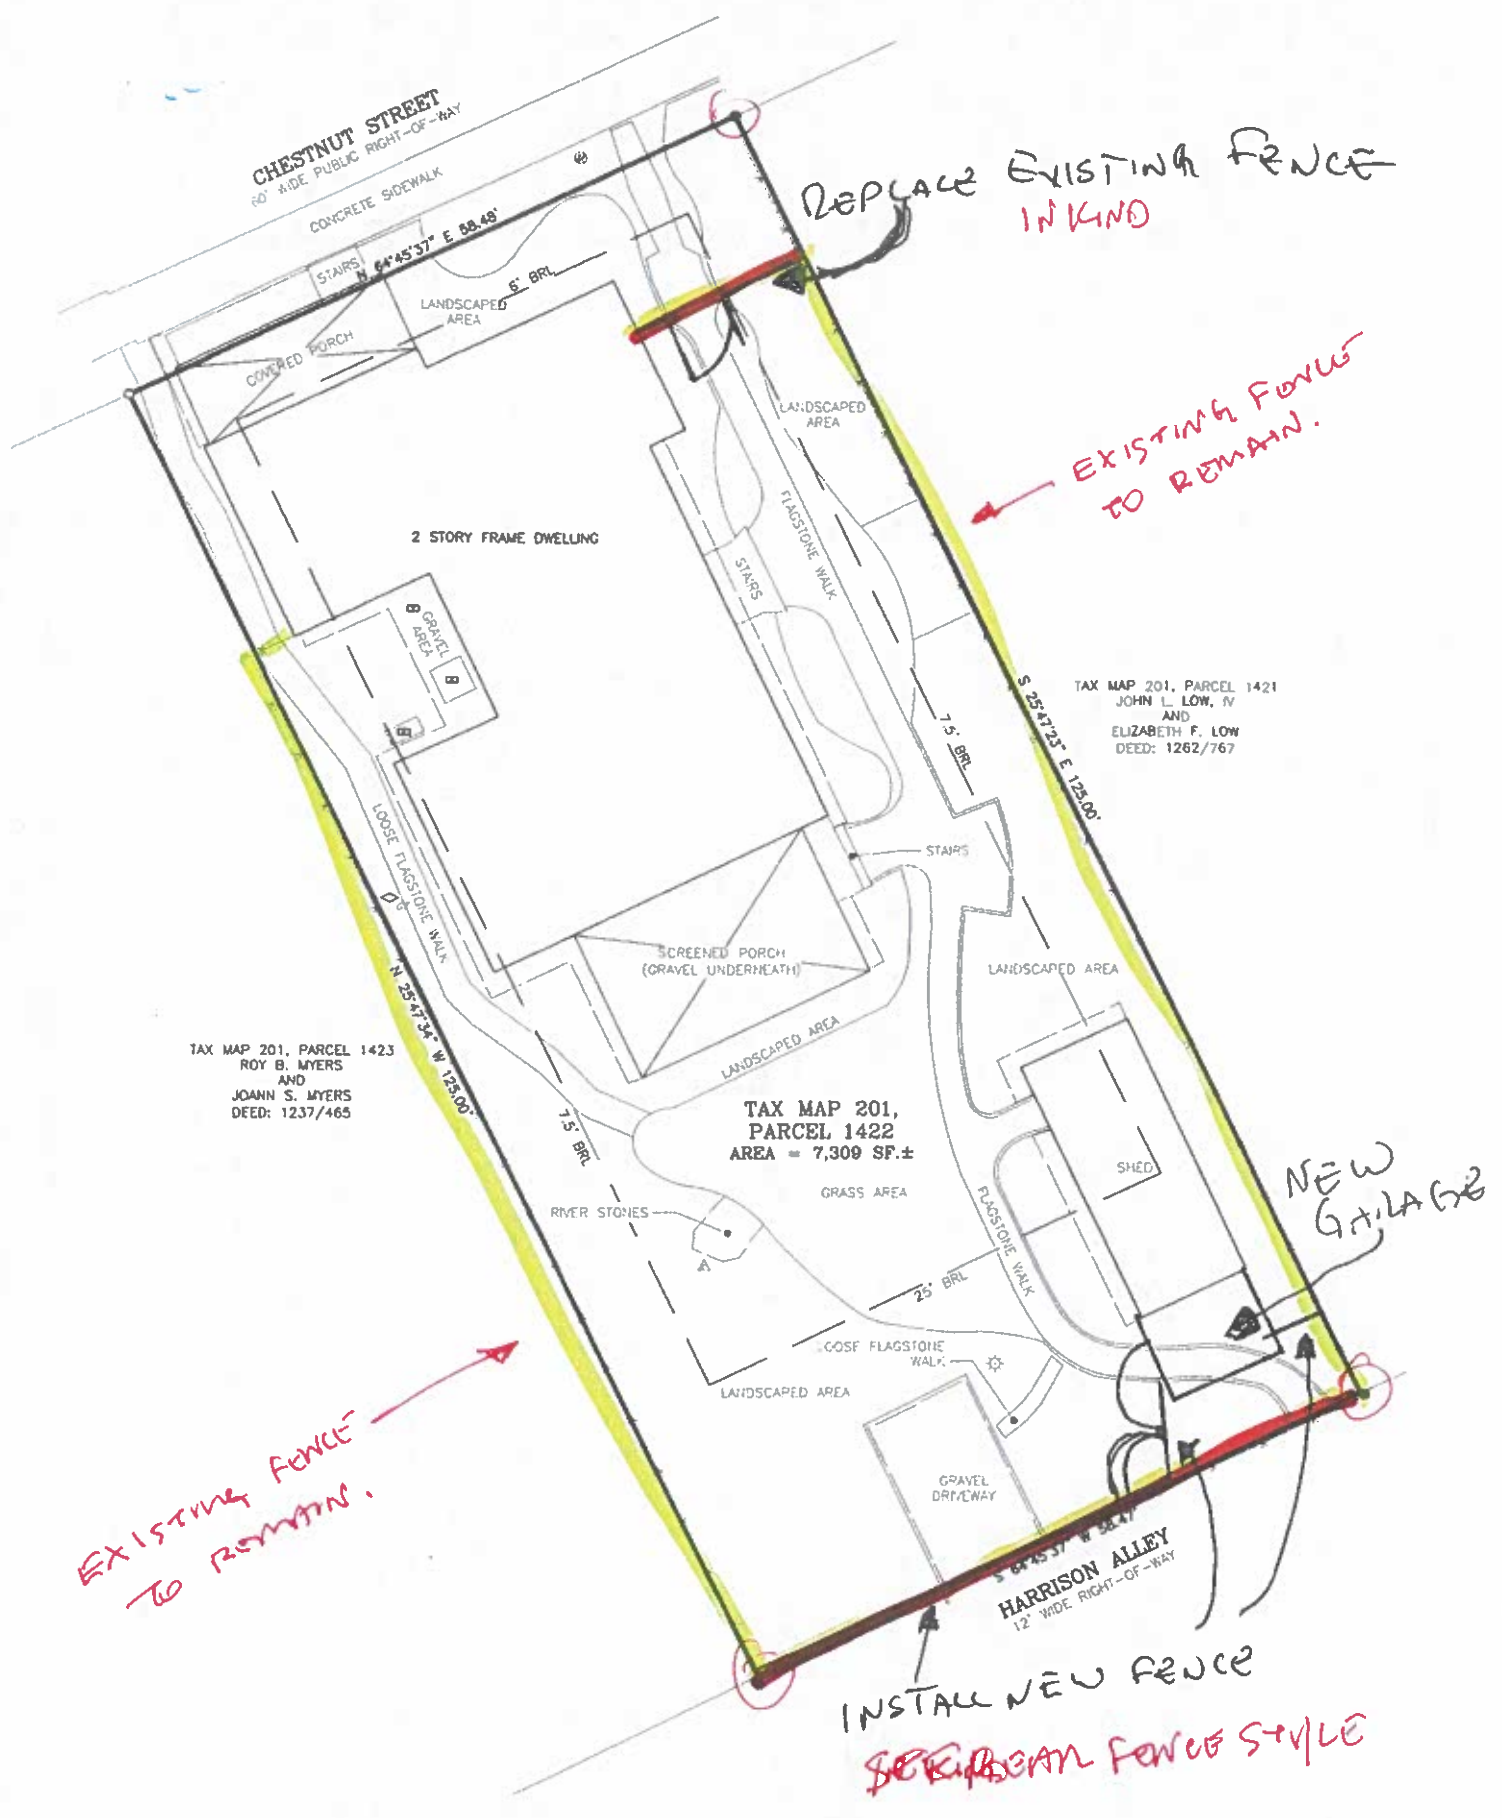 CHESTNUT STREET
60' WIDE PUBLIC RIGHT-OF-WAY
CONCRETE SIDEWALK
REPLACE EXISTING FENCE
IN KIND
STAIRS
N 64°45'37" E 58.48'
6' BRL
LANDSCAPED
AREA
COVERED PORCH
EXISTING FENCE
TO REMAIN.
LANDSCAPED
AREA
2 STORY FRAME DWELLING
FLAGSTONE WALK
STAIRS
GRAVEL
AREA
S 25°47'23" E 125.00'
TAX MAP 201, PARCEL 1421
JOHN L. LOW, IV
AND
ELIZABETH F. LOW
DEED: 1262/767
7.5' BRL
LOOSE FLAGSTONE WALK
G
STAIRS
SCREENED PORCH
(GRAVEL UNDERNEATH)
LANDSCAPED AREA
LANDSCAPED AREA
N 25°47'34" W 125.00'
TAX MAP 201, PARCEL 1423
ROY B. MYERS
AND
JOANN S. MYERS
DEED: 1237/465
7.5' BRL
TAX MAP 201,
PARCEL 1422
AREA = 7,309 SF.±
GRASS AREA
SHED
NEW
GARAGE
RIVER STONES
FLAGSTONE WALK
25' BRL
LOOSE FLAGSTONE
WALK
LANDSCAPED AREA
EXISTING FENCE
TO REMAIN.
GRAVEL
DRIVEWAY
S 64°45'37" W 58.47'
HARRISON ALLEY
12' WIDE RIGHT-OF-WAY
INSTALL NEW FENCE
REAR FENCE STYLE